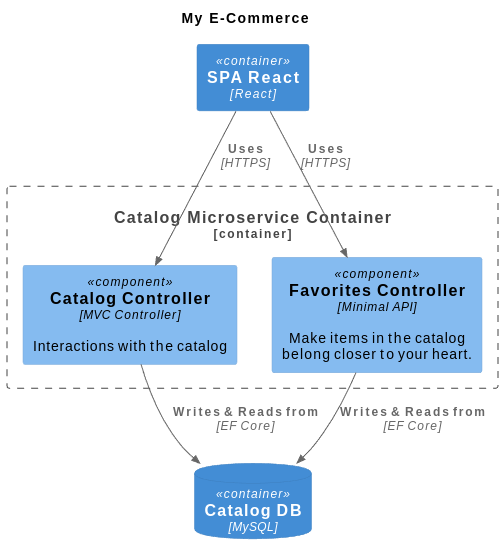 My E-Commerce
«container»
SPA React
[React]
Uses
[HTTPS]
Uses
[HTTPS]
Catalog Microservice Container
[container]
«component»
Catalog Controller
[MVC Controller]
Interactions with the catalog
«component»
Favorites Controller
[Minimal API]
Make items in the catalog
belong closer to your heart.
Writes & Reads from
[EF Core]
Writes & Reads from
[EF Core]
«container»
Catalog DB
[MySQL]